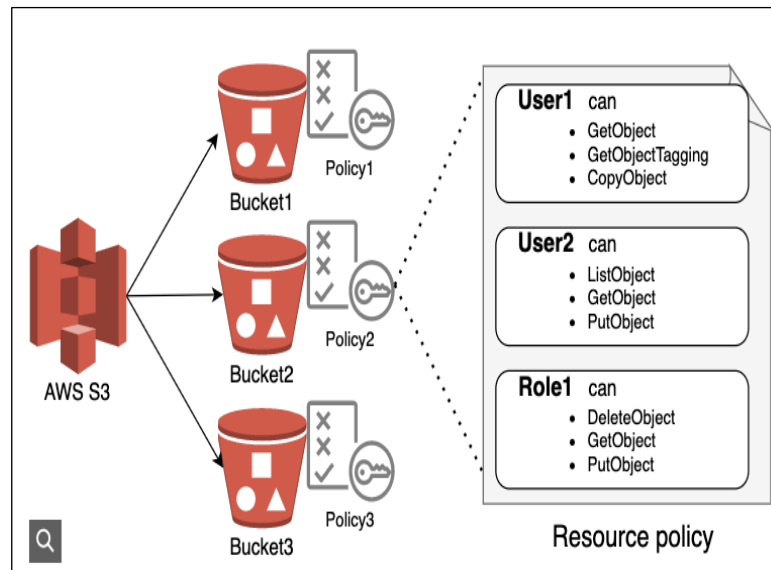 AWS S3
Bucket1
Policy1
Bucket2
Policy2
Bucket3
Policy3
User1 can
• GetObject
• GetObjectTagging
• CopyObject
User2 can
• ListObject
• GetObject
• PutObject
Role1 can
• DeleteObject
• GetObject
• PutObject
Resource policy